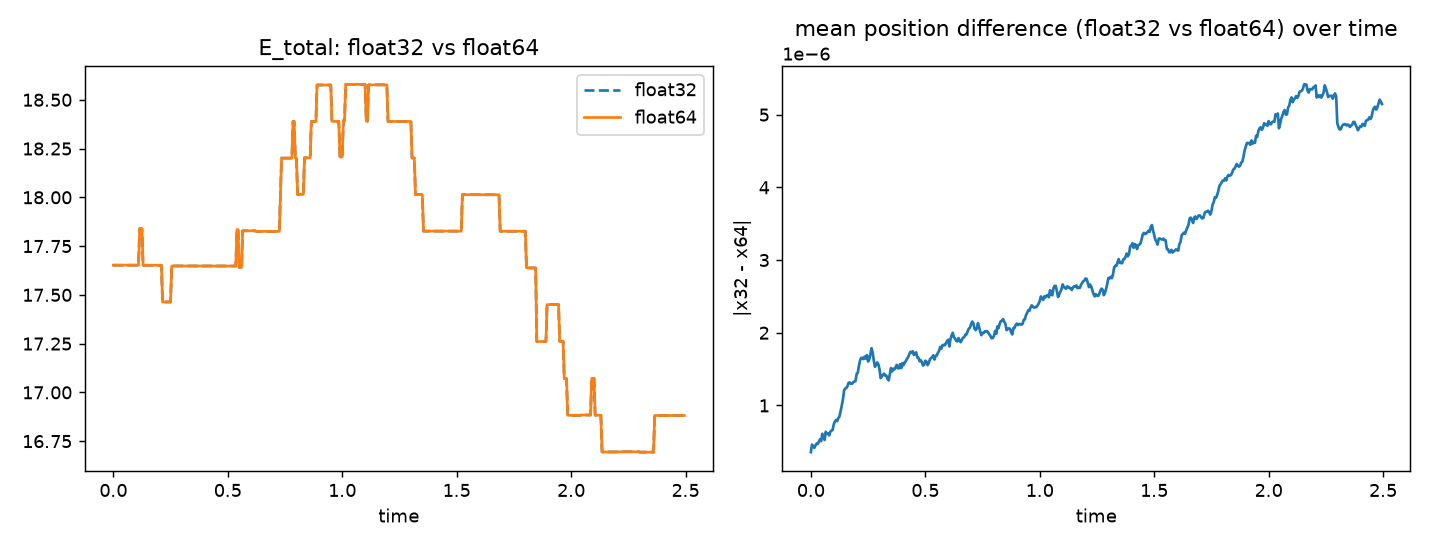 E_total: float32 vs float64
18.50
18.25
18.00
17.75
17.50
17.25
17.00
16.75
float32
float64
0.0 0.5 1.0 1.5 2.0 2.5
time
mean position difference (float32 vs float64) over time
1e−6
|x32 - x64|
5
4
3
2
1
0.0 0.5 1.0 1.5 2.0 2.5
time